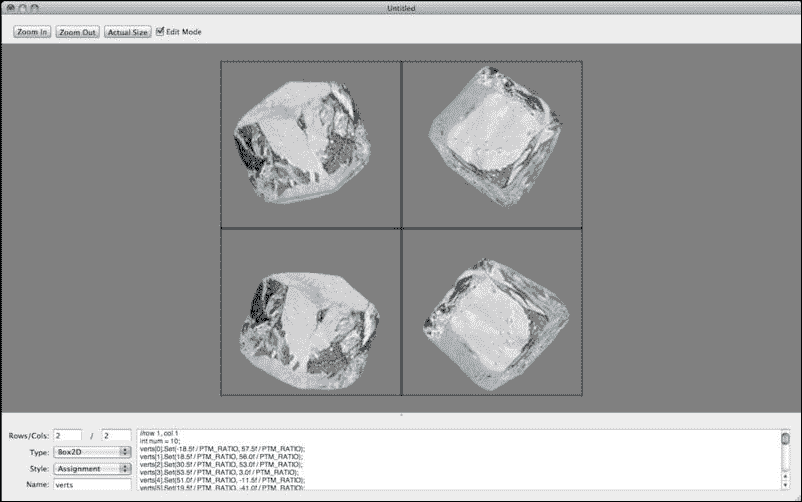 Untitled
Zoom In Zoom Out Actual Size Edit Mode
Rows/Cols: 2 / 2
Type: Box2D
Style: Assignment
Name: verts
//row 1, col 1
int num = 10;
verts[0].Set(-18.5f / PTM_RATIO, 57.5f / PTM_RATIO);
verts[1].Set(18.5f / PTM_RATIO, 56.0f / PTM_RATIO);
verts[2].Set(30.5f / PTM_RATIO, 53.0f / PTM_RATIO);
verts[3].Set(53.5f / PTM_RATIO, 3.0f / PTM_RATIO);
verts[4].Set(51.0f / PTM_RATIO, -11.5f / PTM_RATIO);
verts[5].Set(19.5f / PTM_RATIO, -41.0f / PTM_RATIO);